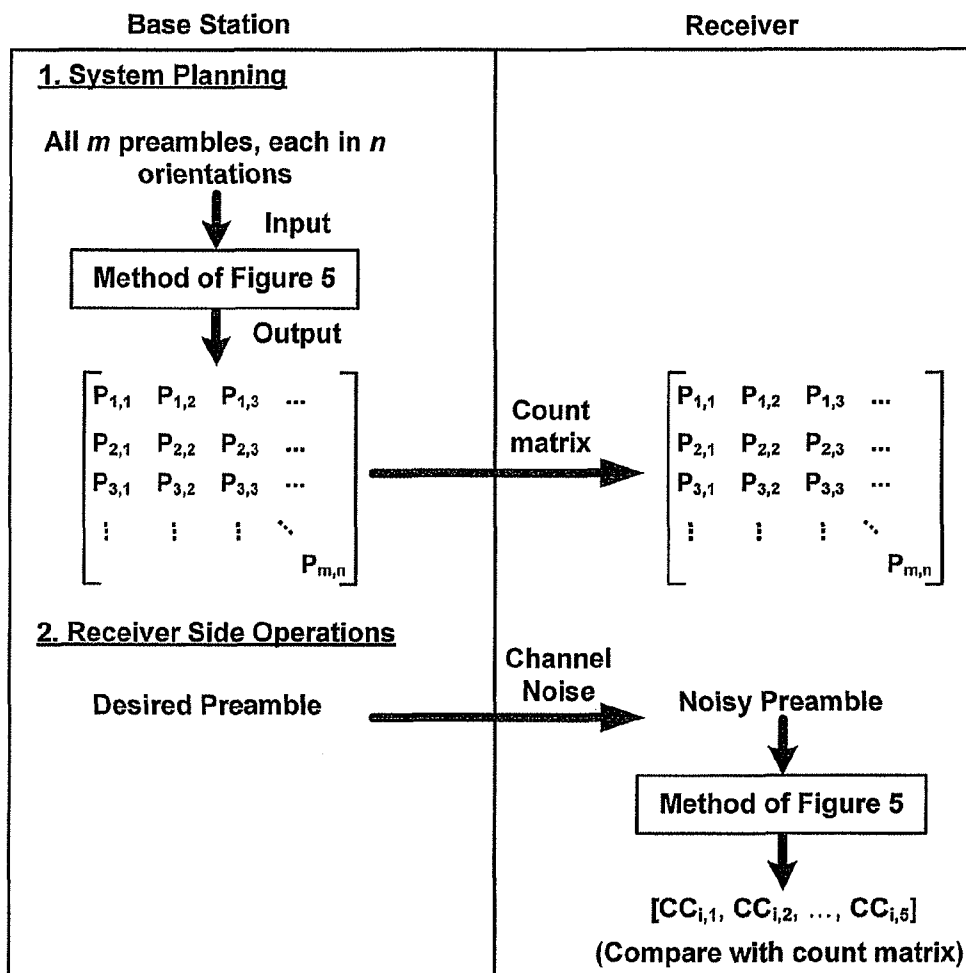 Base Station
Receiver
1. System Planning
All m preambles, each in n
orientations
Input
Method of Figure 5
Output
P1,1 P1,2 P1,3 ...
P2,1 P2,2 P2,3 ...
P3,1 P3,2 P3,3 ...
⋮ ⋮ ⋮ ⋱
Pm,n
Count
matrix
P1,1 P1,2 P1,3 ...
P2,1 P2,2 P2,3 ...
P3,1 P3,2 P3,3 ...
⋮ ⋮ ⋮ ⋱
Pm,n
2. Receiver Side Operations
Desired Preamble
Channel
Noise
Noisy Preamble
Method of Figure 5
[CCi,1, CCi,2, ..., CCi,5]
(Compare with count matrix)